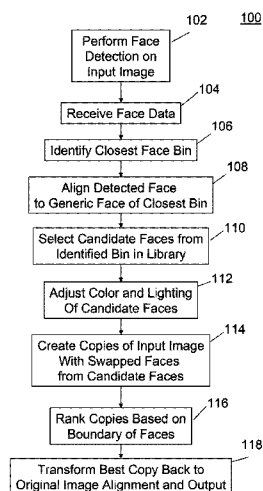 102
100
Perform Face
Detection on
Input Image
104
Receive Face Data
106
Identify Closest Face Bin
108
Align Detected Face
to Generic Face of Closest Bin
110
Select Candidate Faces from
Identified Bin in Library
112
Adjust Color and Lighting
Of Candidate Faces
114
Create Copies of Input Image
With Swapped Faces
from Candidate Faces
116
Rank Copies Based on
Boundary of Faces
118
Transform Best Copy Back to
Original Image Alignment and Output